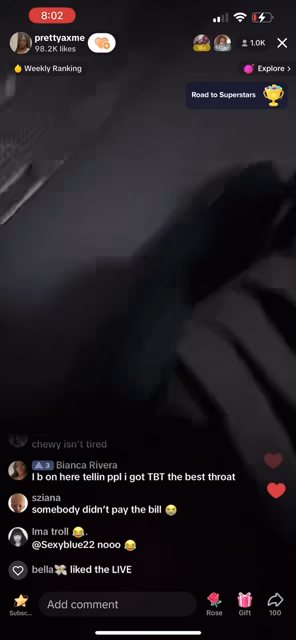 8:02
prettyaxme
98.2K likes
1.0K
Weekly Ranking
Explore >
Road to Superstars
chewy isn't tired
3 Bianca Rivera
I b on here tellin ppl i got TBT the best throat
sziana
somebody didn't pay the bill 😭
Ima troll 😂.
@Sexyblue22 nooo 😂
bella💸 liked the LIVE
Subsc...
Add comment
Rose
Gift
100